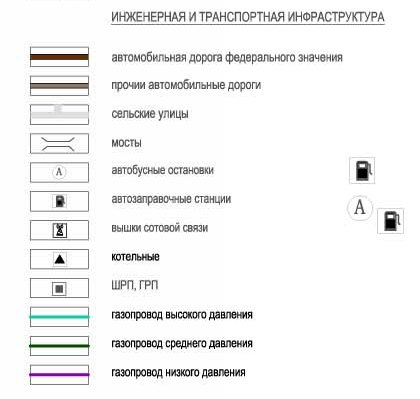 ИНЖЕНЕРНАЯ И ТРАНСПОРТНАЯ ИНФРАСТРУКТУРА
автомобильная дорога федерального значения
прочии автомобильные дороги
сельские улицы
мосты
А автобусные остановки
автозаправочные станции
А
вышки сотовой связи
котельные
ШРП, ГРП
газопровод высокого давления
газопровод среднего давления
газопровод низкого давления